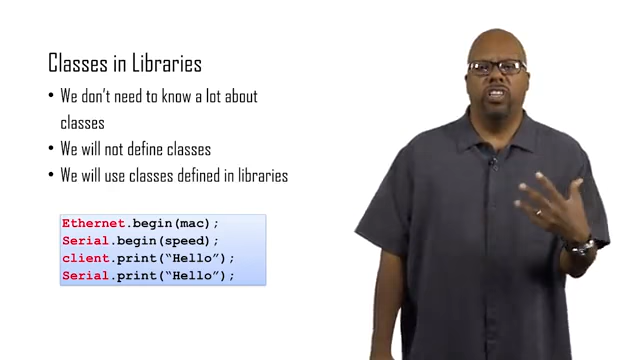 Classes in Libraries
• We don't need to know a lot about
classes
• We will not define classes
• We will use classes defined in libraries
Ethernet.begin(mac);
Serial.begin(speed);
client.print(“Hello”);
Serial.print(“Hello”);